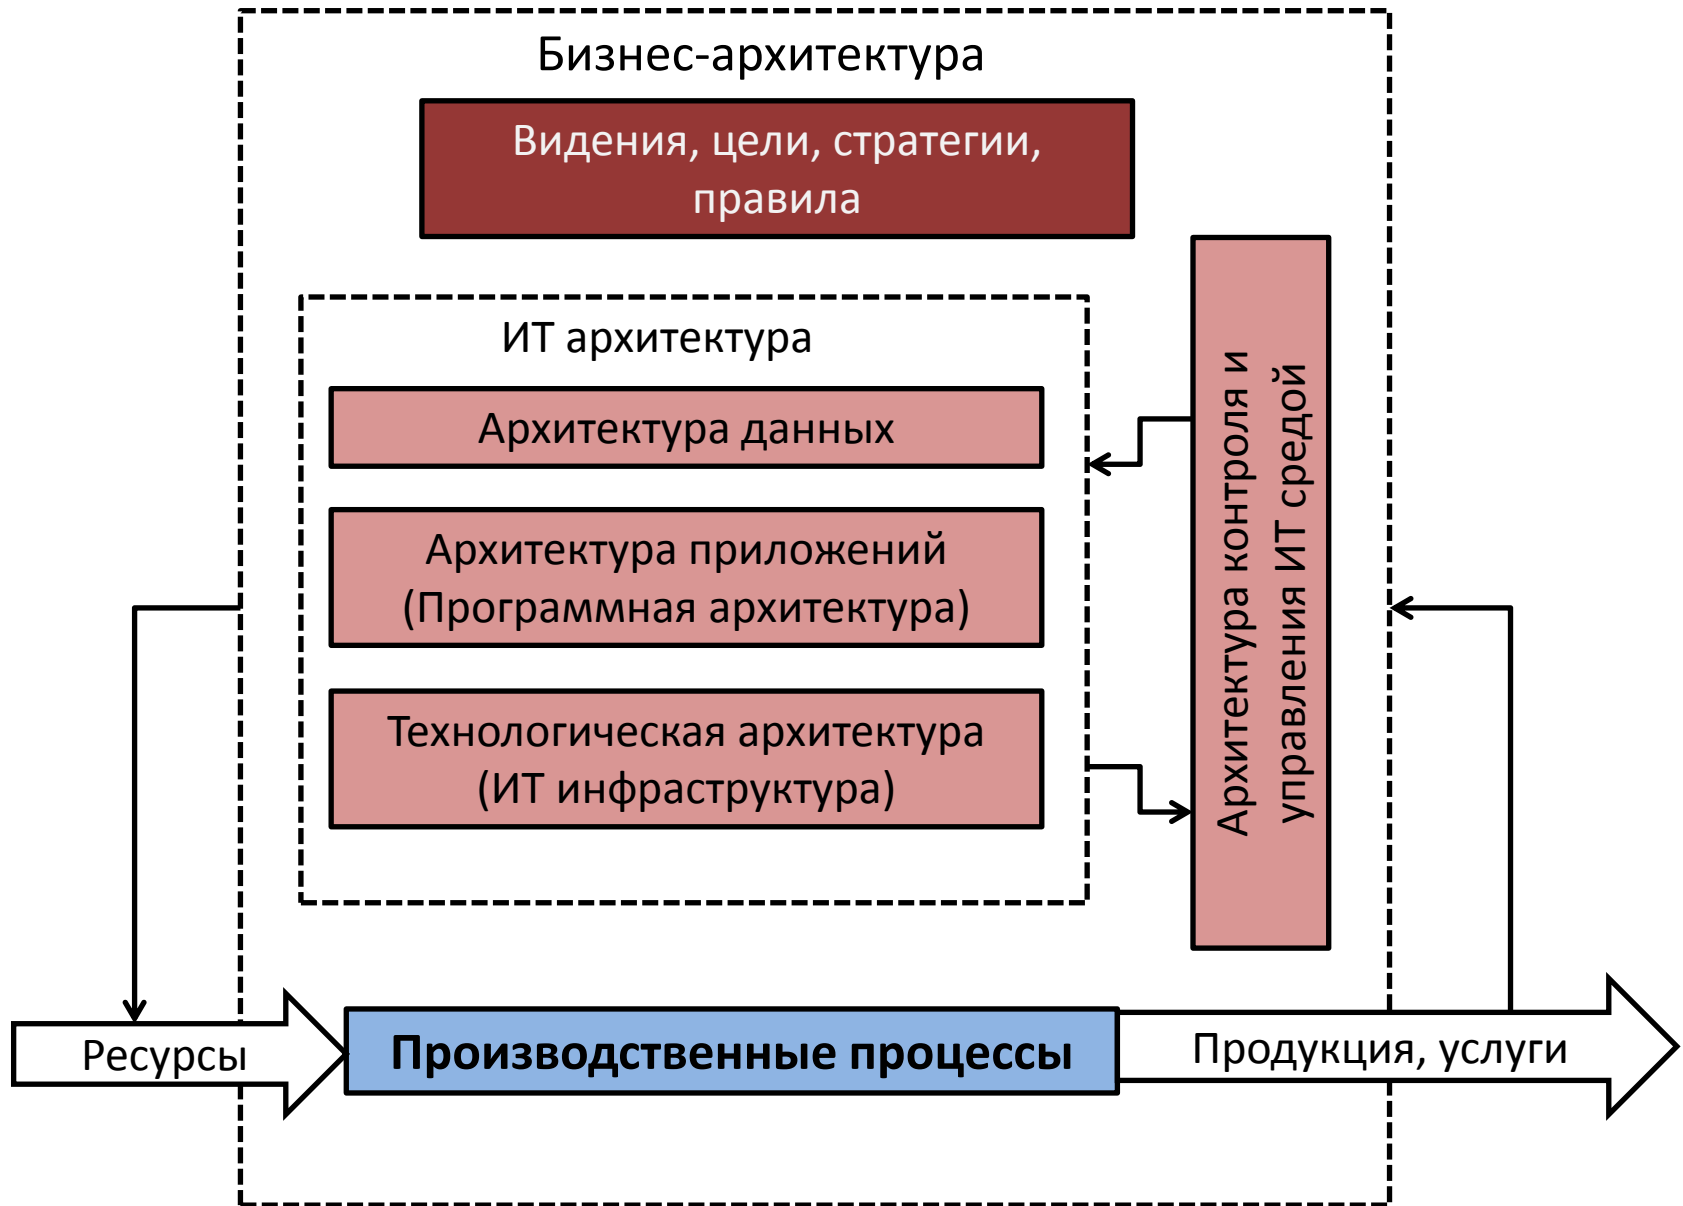 Бизнес-архитектура
Видения, цели, стратегии,
правила
ИТ архитектура
Архитектура данных
Архитектура приложений
(Программная архитектура)
Технологическая архитектура
(ИТ инфраструктура)
Архитектура контроля и
управления ИТ средой
Ресурсы
Производственные процессы
Продукция, услуги